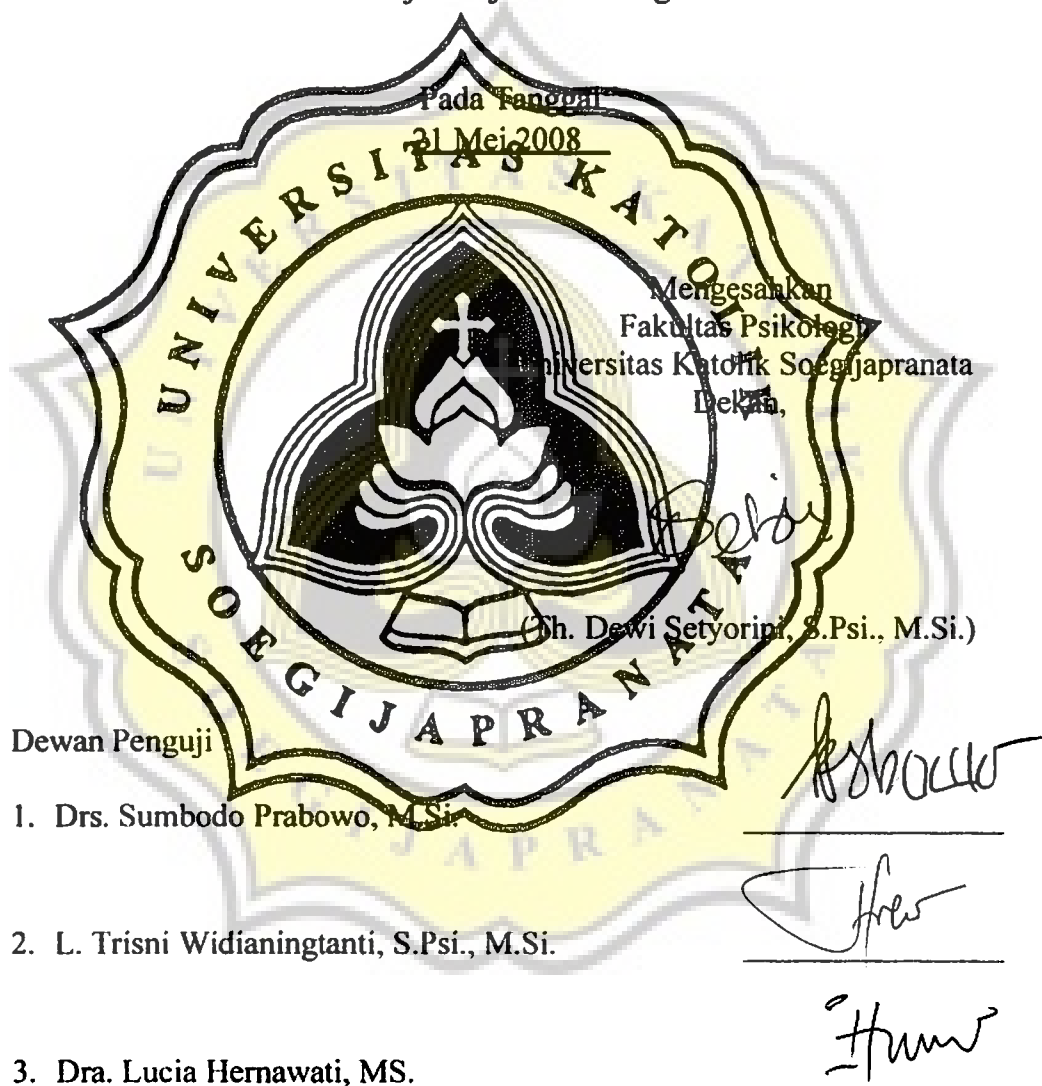 Pada Tanggal
31 Mei 2008
UNIVERSITAS KATOLIK
SOEGIJAPRANATA
Mengesahkan
Fakultas Psikologi
Universitas Katolik Soegijapranata
Dekan,
(Th. Dewi Setyorini, S.Psi., M.Si.)
Dewan Penguji
1. Drs. Sumbodo Prabowo, M.Si.
2. L. Trisni Widianingtanti, S.Psi., M.Si.
3. Dra. Lucia Hernawati, MS.